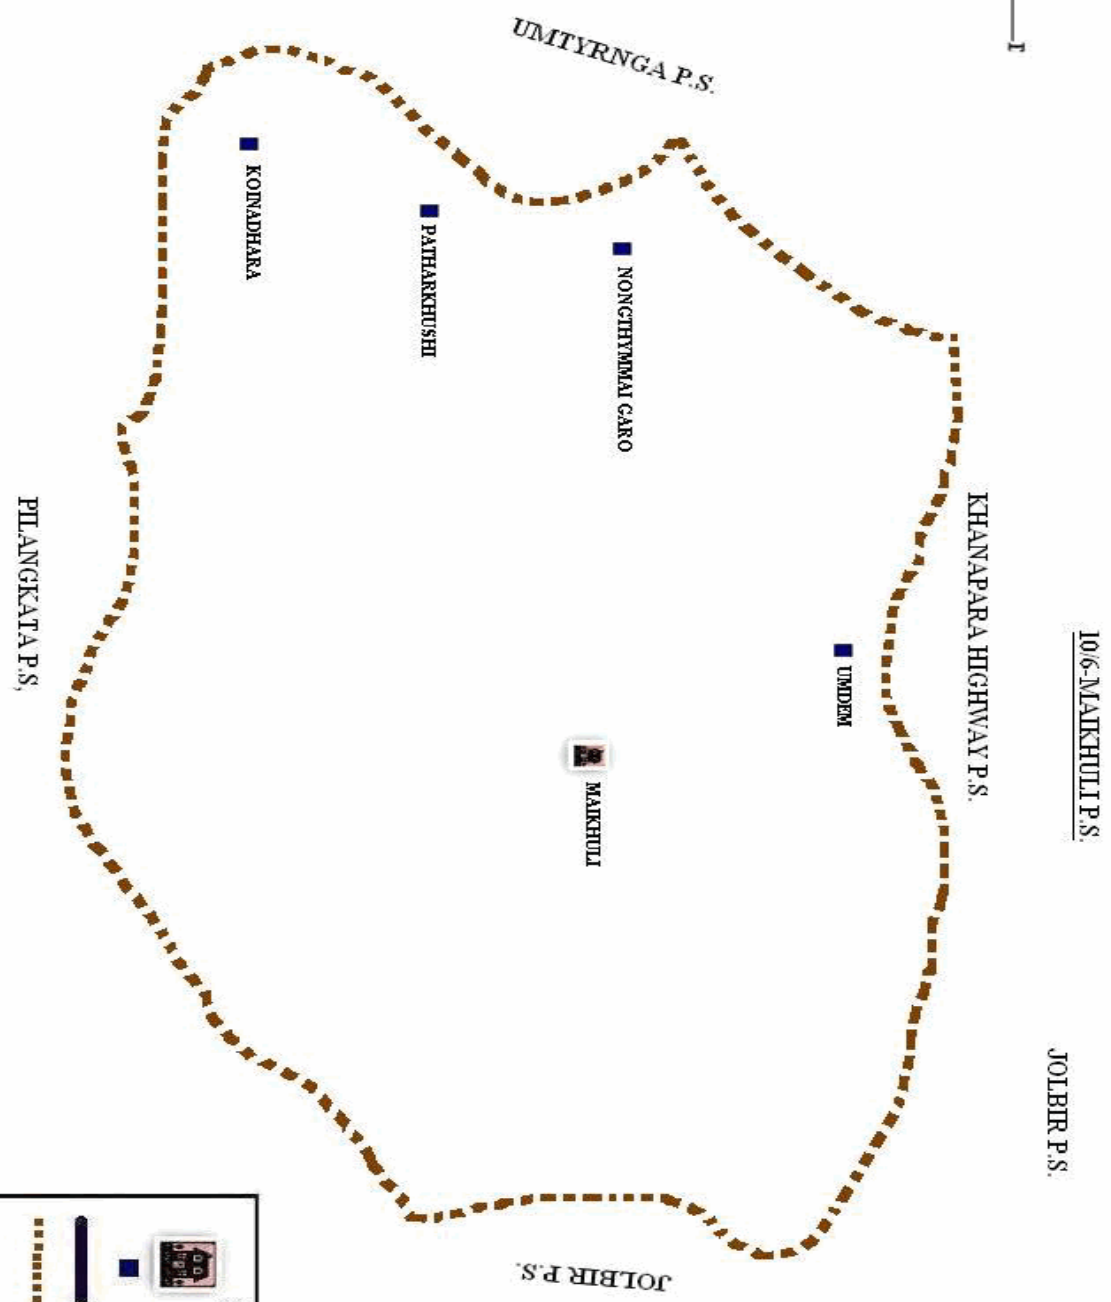 10/6-MAIKHULI P.S.
JOLBIR P.S.
KHANAPARA HIGHWAY P.S.
UMTYRNGA P.S.
UMDEM
NONGTHYMMAI GARO
MAIKHULI
PATHARKHUSHI
KOINADHARA
JOLBIR P.S.
PILANGKATA P.S,